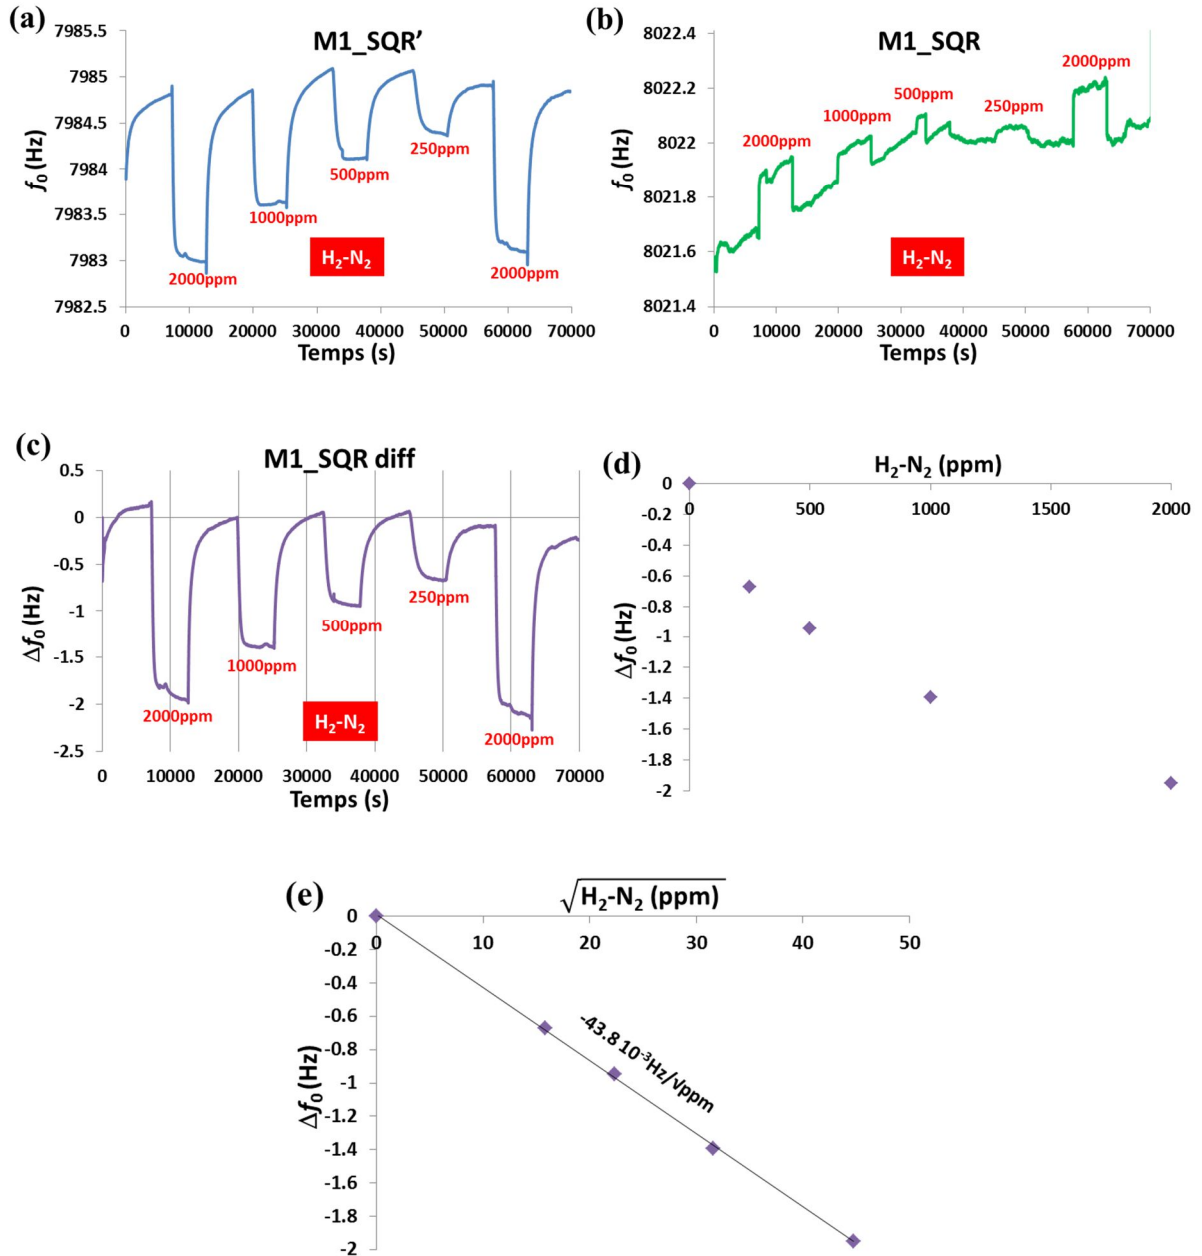 (a)
M1_SQR’
7985.5
7985
7984.5
7984
7983.5
7983
7982.5
f0 (Hz)
2000ppm
1000ppm
500ppm
250ppm
2000ppm
H2-N2
0 10000 20000 30000 40000 50000 60000 70000
Temps (s)
(b)
M1_SQR
8022.4
8022.2
8022
8021.8
8021.6
8021.4
f0 (Hz)
2000ppm
1000ppm
500ppm
250ppm
2000ppm
H2-N2
0 10000 20000 30000 40000 50000 60000 70000
Temps (s)
(c)
M1_SQR diff
0.5
0
-0.5
-1
-1.5
-2
-2.5
Δf0 (Hz)
2000ppm
1000ppm
500ppm
250ppm
2000ppm
H2-N2
0 10000 20000 30000 40000 50000 60000 70000
Temps (s)
(d)
H2-N2 (ppm)
0 500 1000 1500 2000
0
-0.2
-0.4
-0.6
-0.8
-1
-1.2
-1.4
-1.6
-1.8
-2
Δf0 (Hz)
(e)
√H2-N2 (ppm)
0 10 20 30 40 50
0
-0.2
-0.4
-0.6
-0.8
-1
-1.2
-1.4
-1.6
-1.8
-2
Δf0 (Hz)
-43.8 10-3Hz/√ppm